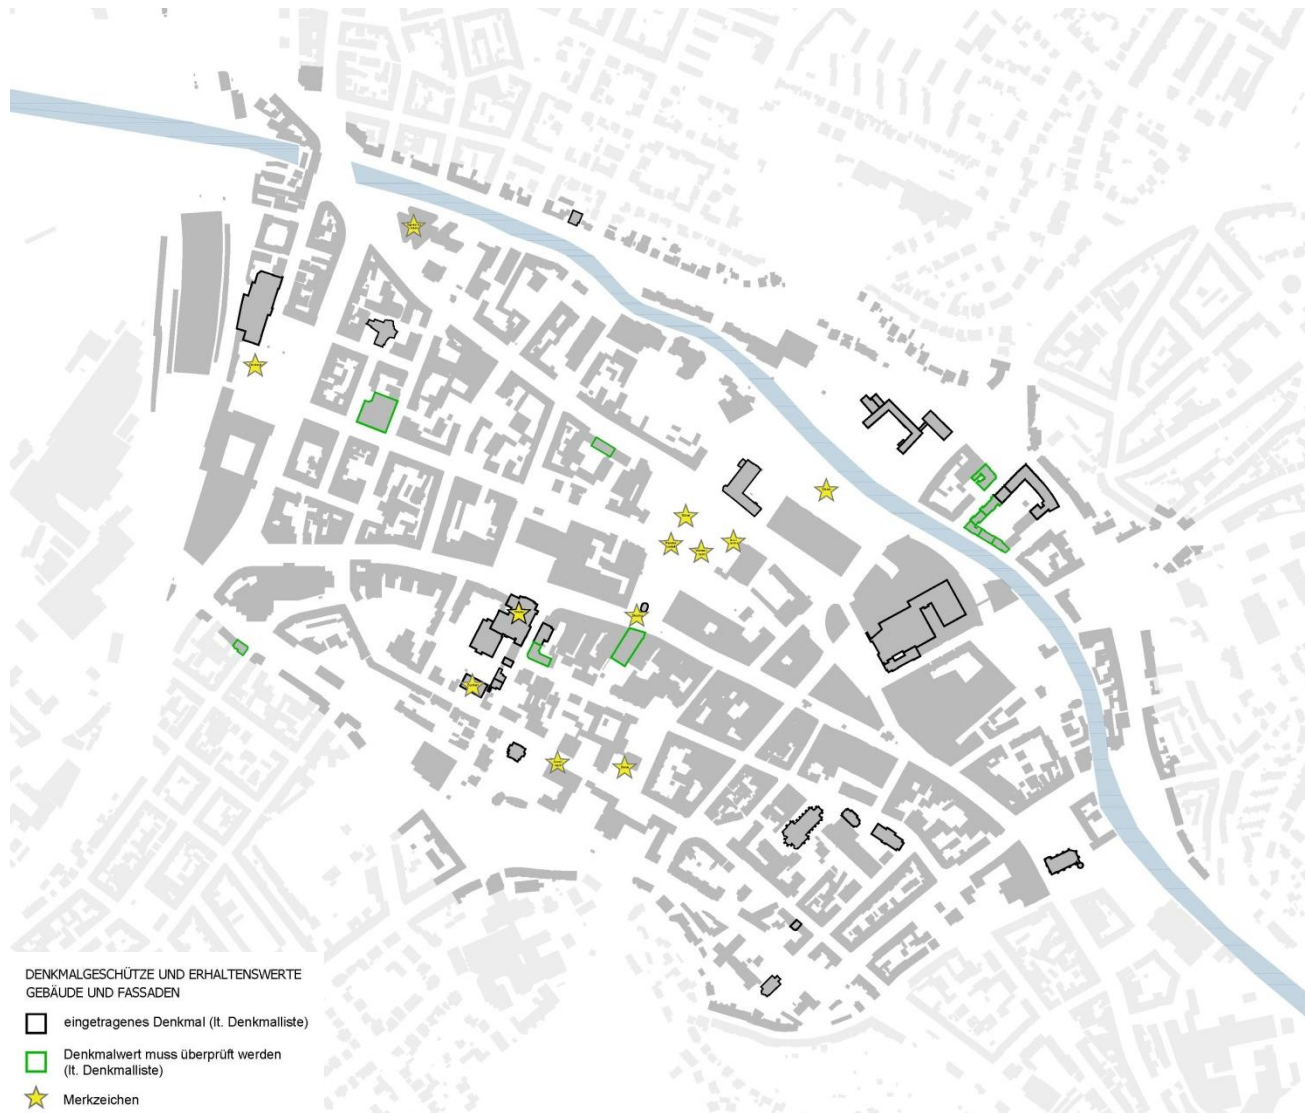 DENKMALGESCHÜTZE UND ERHALTENSWERTE
GEBÄUDE UND FASSADEN
eingetragenes Denkmal (lt. Denkmalliste)
Denkmalwert muss überprüft werden
(lt. Denkmalliste)
Merkzeichen